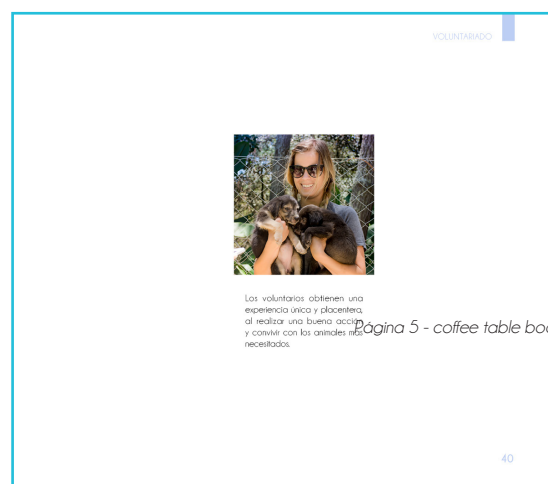 VOLUNTARIADO
Los voluntarios obtienen una
experiencia única y placentera,
al realizar una buena acción
y convivir con los animales más
necesitados.
Página 5 - coffee table boo
40